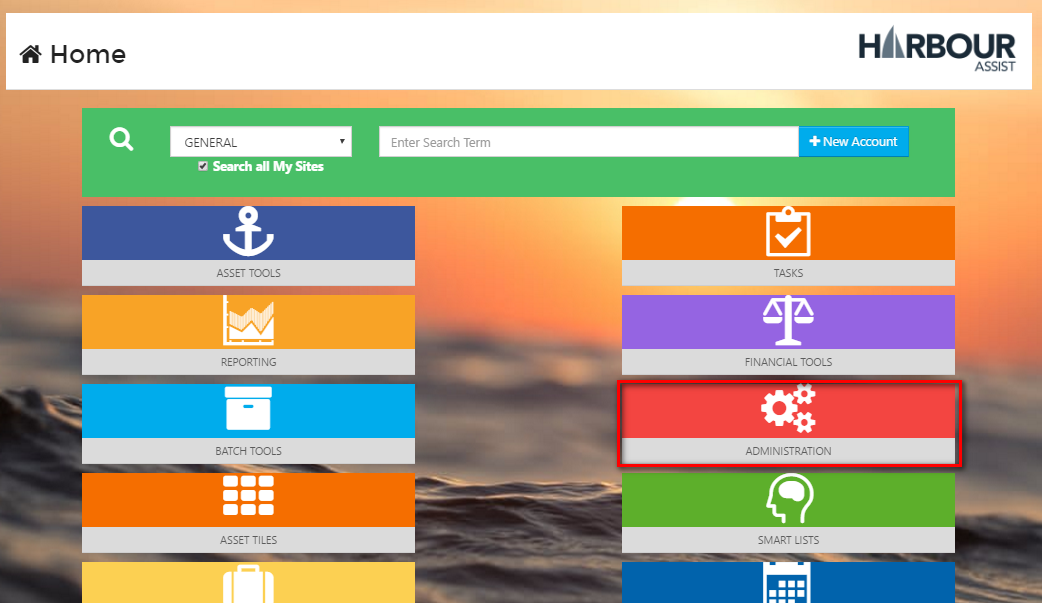 Home
HARBOUR
ASSIST
GENERAL
Enter Search Term
New Account
Search all My Sites
ASSET TOOLS
TASKS
REPORTING
FINANCIAL TOOLS
BATCH TOOLS
ADMINISTRATION
ASSET TILES
SMART LISTS